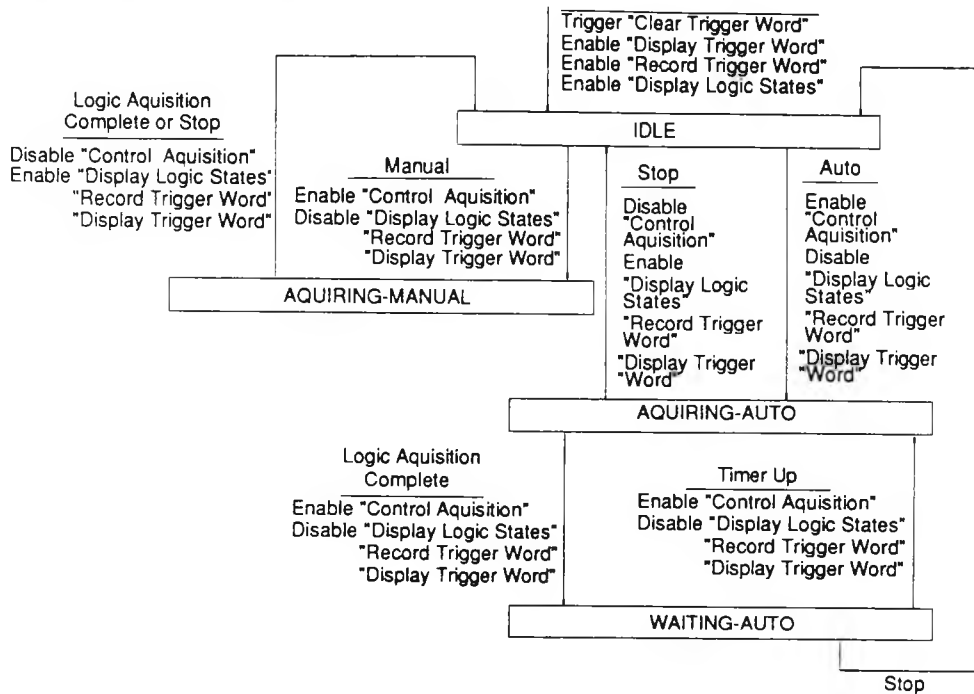 Trigger "Clear Trigger Word"
Enable "Display Trigger Word"
Enable "Record Trigger Word"
Enable "Display Logic States"
IDLE
Logic Aquisition
Complete or Stop
Disable "Control Aquisition"
Enable "Display Logic States"
"Record Trigger Word"
"Display Trigger Word"
Manual
Enable "Control Aquisition"
Disable "Display Logic States"
"Record Trigger Word"
"Display Trigger Word"
Stop
Disable
"Control
Aquisition"
Enable
"Display Logic
States"
"Record Trigger
Word"
"Display Trigger
"Word"
Auto
Enable
"Control
Aquisition"
Disable
"Display Logic
States"
"Record Trigger
Word"
"Display Trigger
"Word"
AQUIRING-MANUAL
AQUIRING-AUTO
Logic Aquisition
Complete
Enable "Control Aquisition"
Disable "Display Logic States"
"Record Trigger Word"
"Display Trigger Word"
Timer Up
Enable "Control Aquisition"
Disable "Display Logic States"
"Record Trigger Word"
"Display Trigger Word"
WAITING-AUTO
Stop